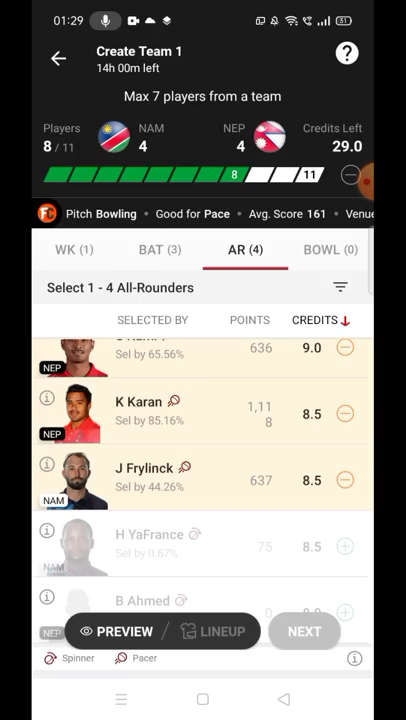 01:29
51
Create Team 1
14h 00m left
?
Max 7 players from a team
Players NAM NEP Credits Left
8 / 11 4 4 29.0
8 11
FC Pitch Bowling • Good for Pace • Avg. Score 161 • Venue
WK (1) BAT (3) AR (4) BOWL (0)
Select 1 - 4 All-Rounders
SELECTED BY POINTS CREDITS
Sel by 65.56% 636 9.0
NEP
K Karan
Sel by 85.16% 1,118 8.5
NEP
J Frylinck
Sel by 44.26% 637 8.5
NAM
H YaFrance
Sel by 0.67% 75 8.5
NAM
B Ahmed
NEP
PREVIEW / LINEUP NEXT
Spinner Pacer